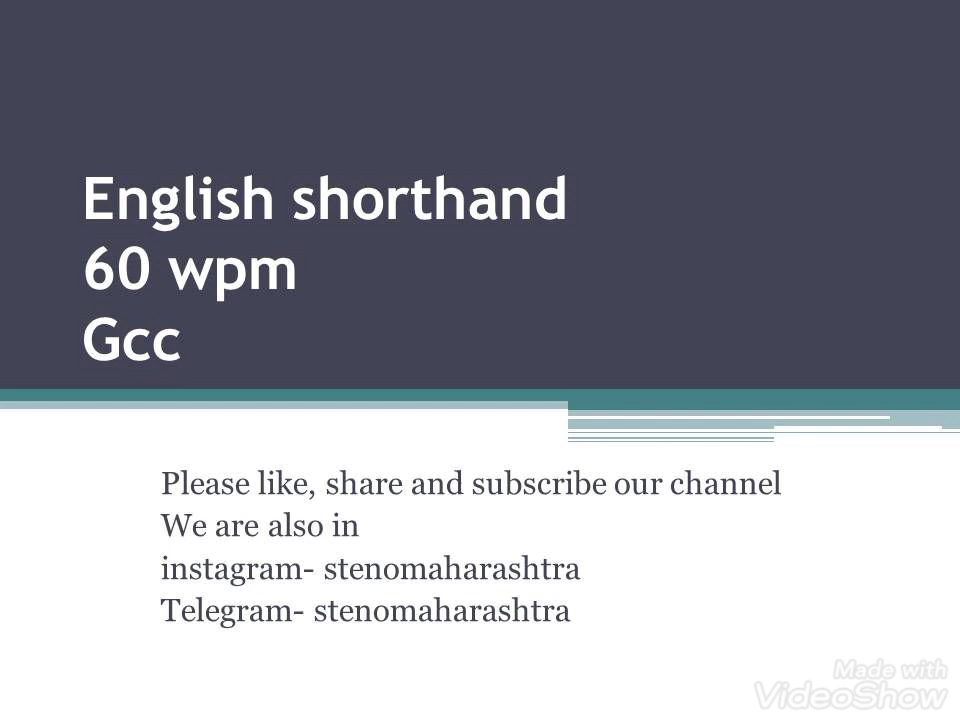 English shorthand
60 wpm
Gcc
Please like, share and subscribe our channel
We are also in
instagram- stenomaharashtra
Telegram- stenomaharashtra
Made with
VideoShow